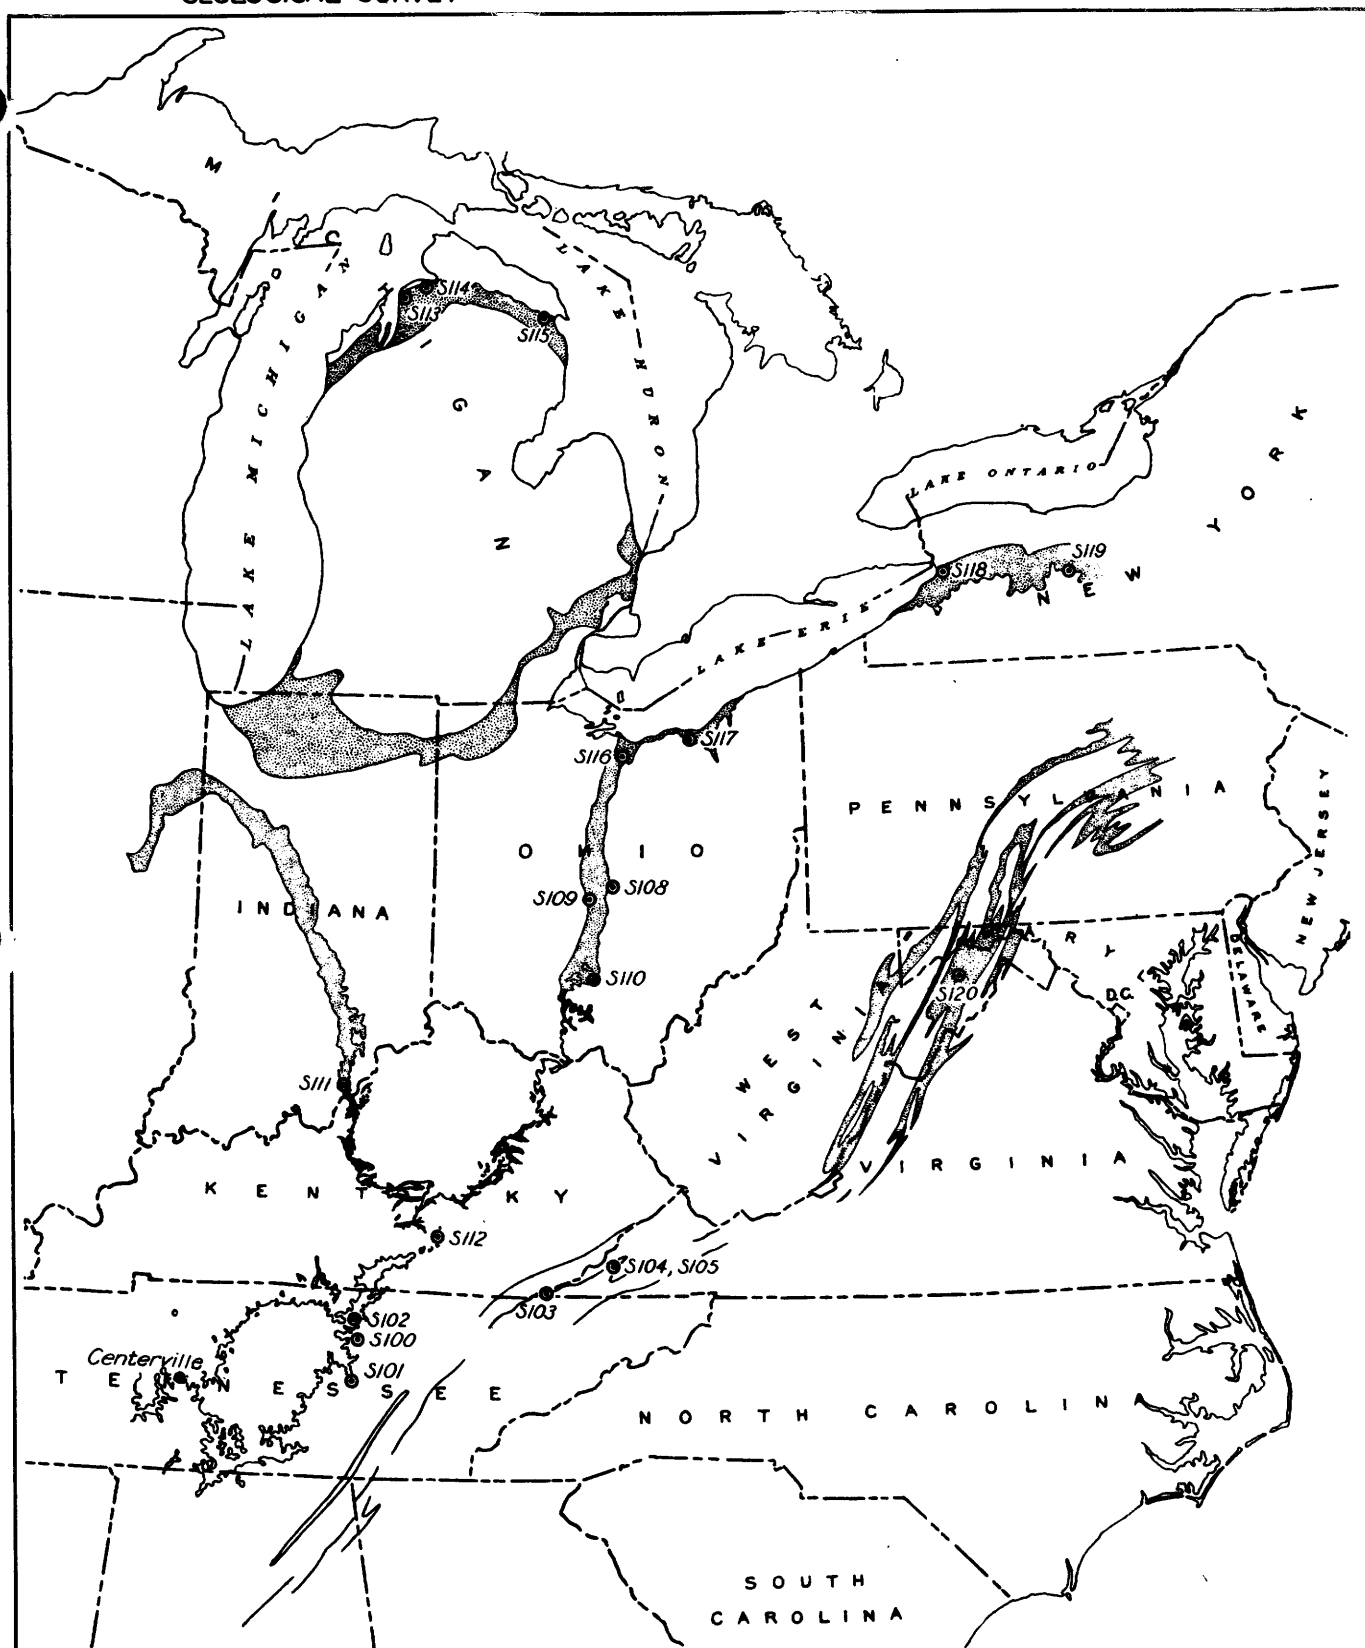 GEOLOGICAL SURVEY
MICHIGAN
LAKE MICHIGAN
LAKE HURON
S114
S113
S115
LAKE ONTARIO
NEW YORK
S119
S118
LAKE ERIE
S117
S116
PENNSYLVANIA
NEW JERSEY
OHIO
S108
S109
INDIANA
S110
MARY
D.C.
DELAWARE
S120
WEST
VIRGINIA
S111
VIRGINIA
KENTUCKY
S112
S104, S105
S103
S102
S100
Centerville
S101
TENNESSEE
NORTH CAROLINA
SOUTH
CAROLINA